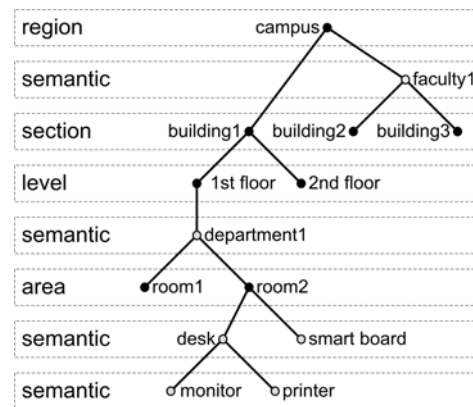 region campus
semantic faculty1
section building1 building2 building3
level 1st floor 2nd floor
semantic department1
area room1 room2
semantic desk smart board
semantic monitor printer